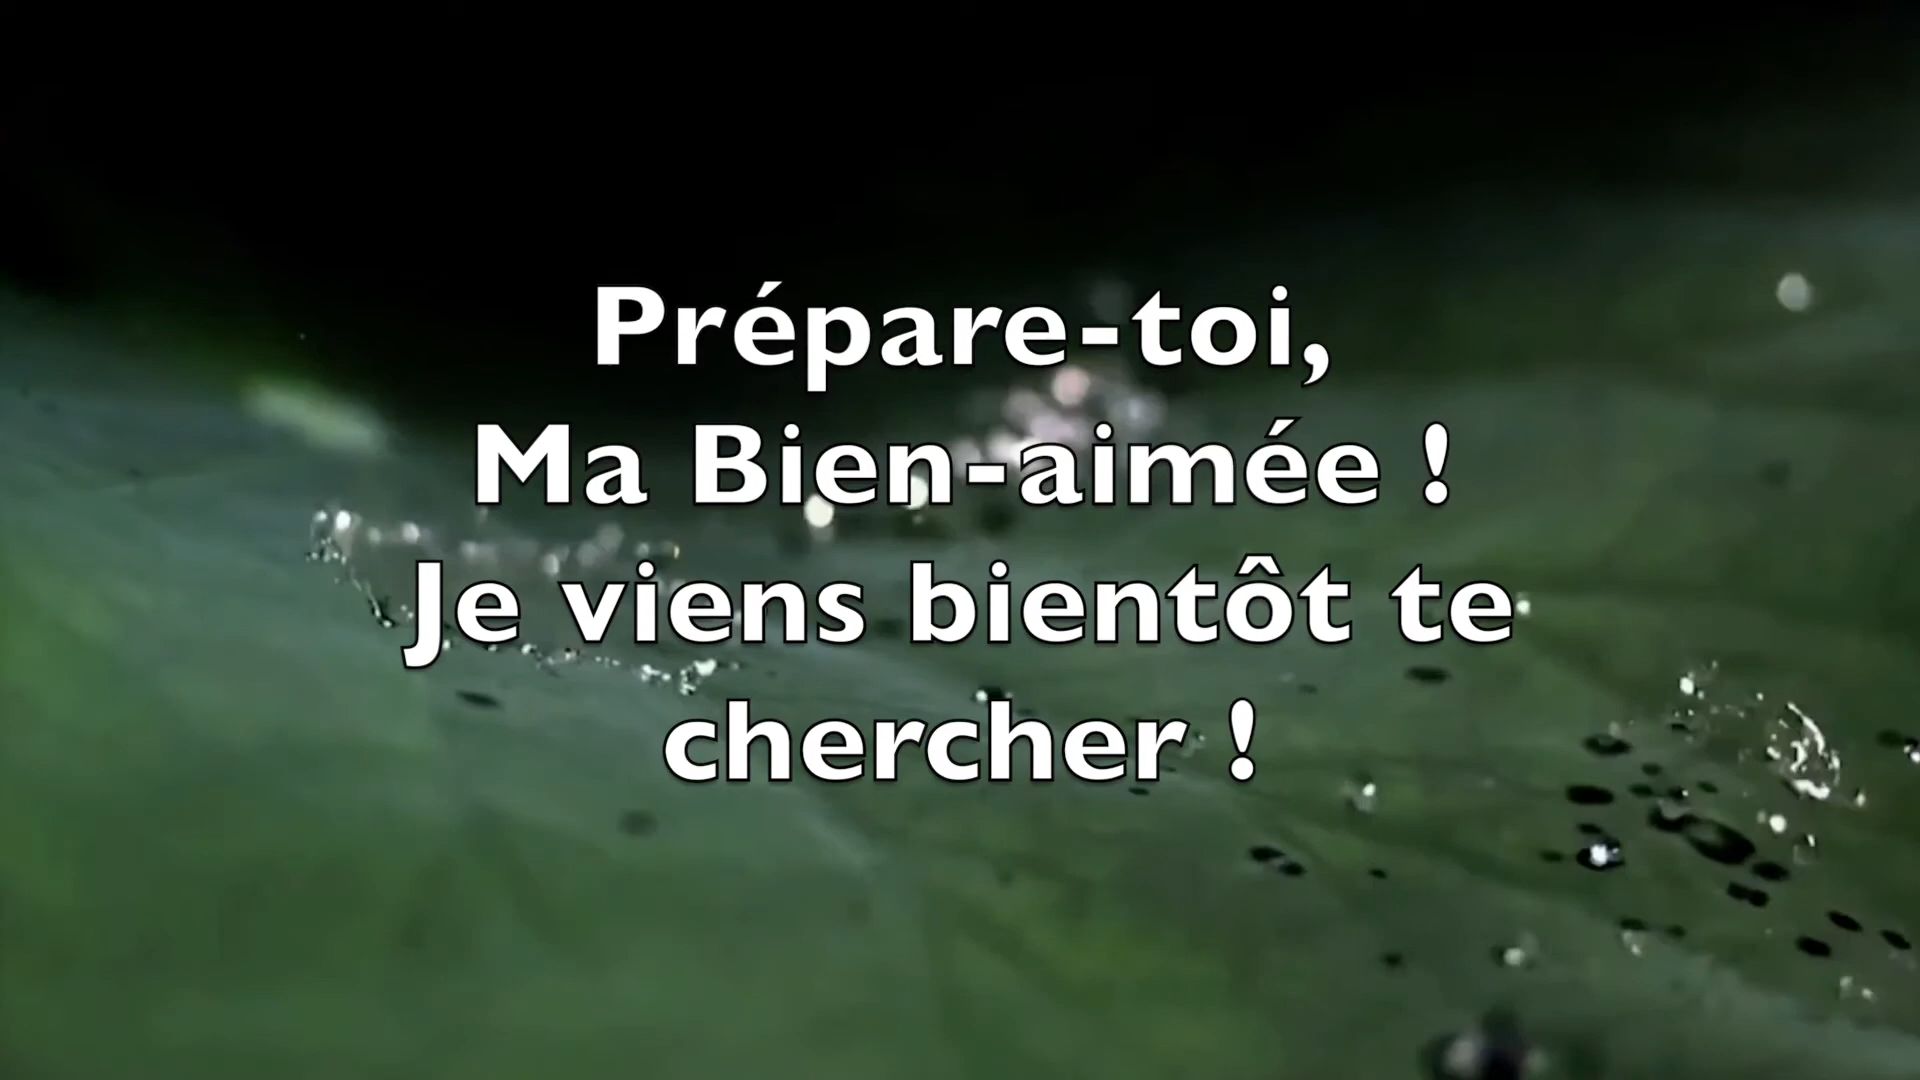 Prépare-toi,
Ma Bien-aimée !
Je viens bientôt te
chercher !